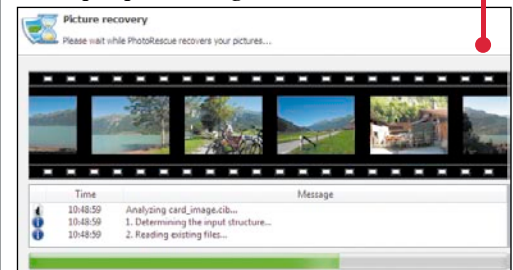 Picture recovery
Please wait while PhotoRescue recovers your pictures...
Time Message
10:48:59 Analyzing card_image.cib...
10:48:59 1. Determining the input structure...
10:48:59 2. Reading existing files...